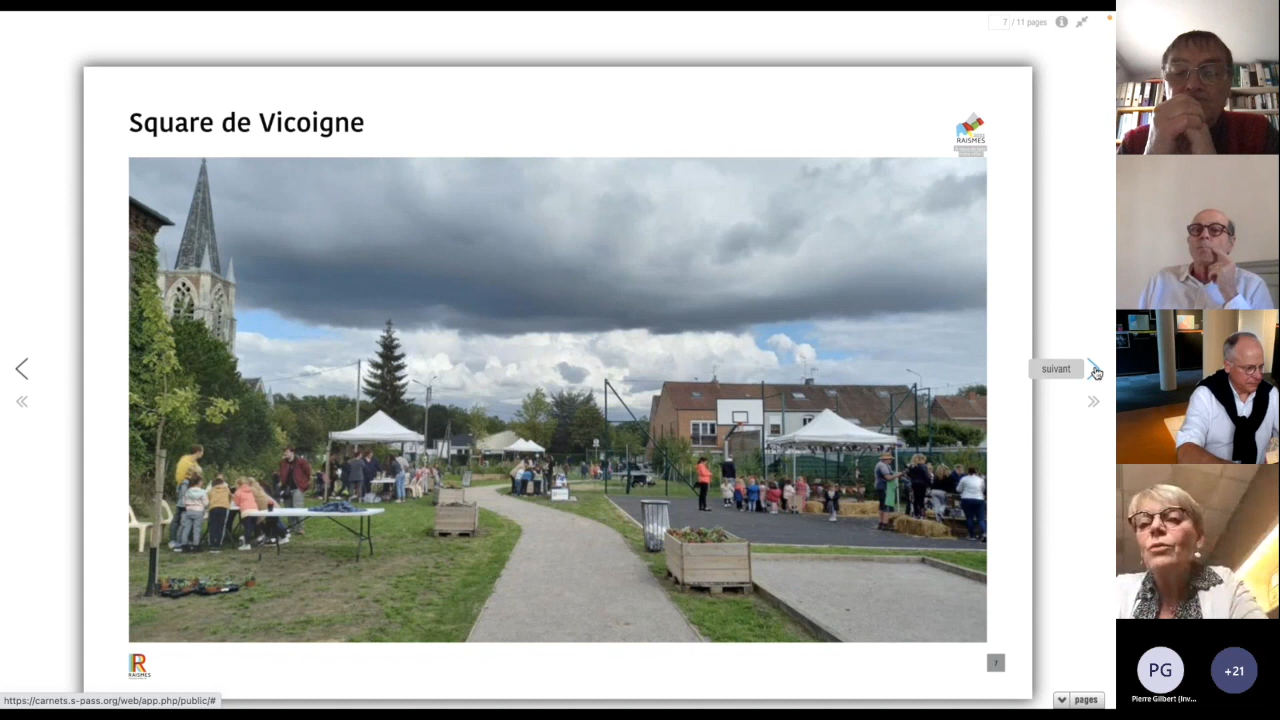 7 / 11 pages
Square de Vicoigne
RAISMES
suivant
RAISMES
7
https://carnets.s-pass.org/web/app.php/public/#
pages
PG
+21
Pierre Gilbert (Inv...